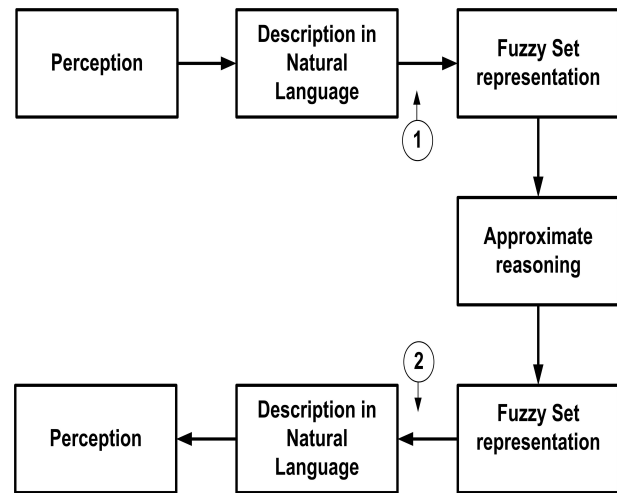 Perception
Description in
Natural
Language
Fuzzy Set
representation
1
Approximate
reasoning
2
Perception
Description in
Natural
Language
Fuzzy Set
representation